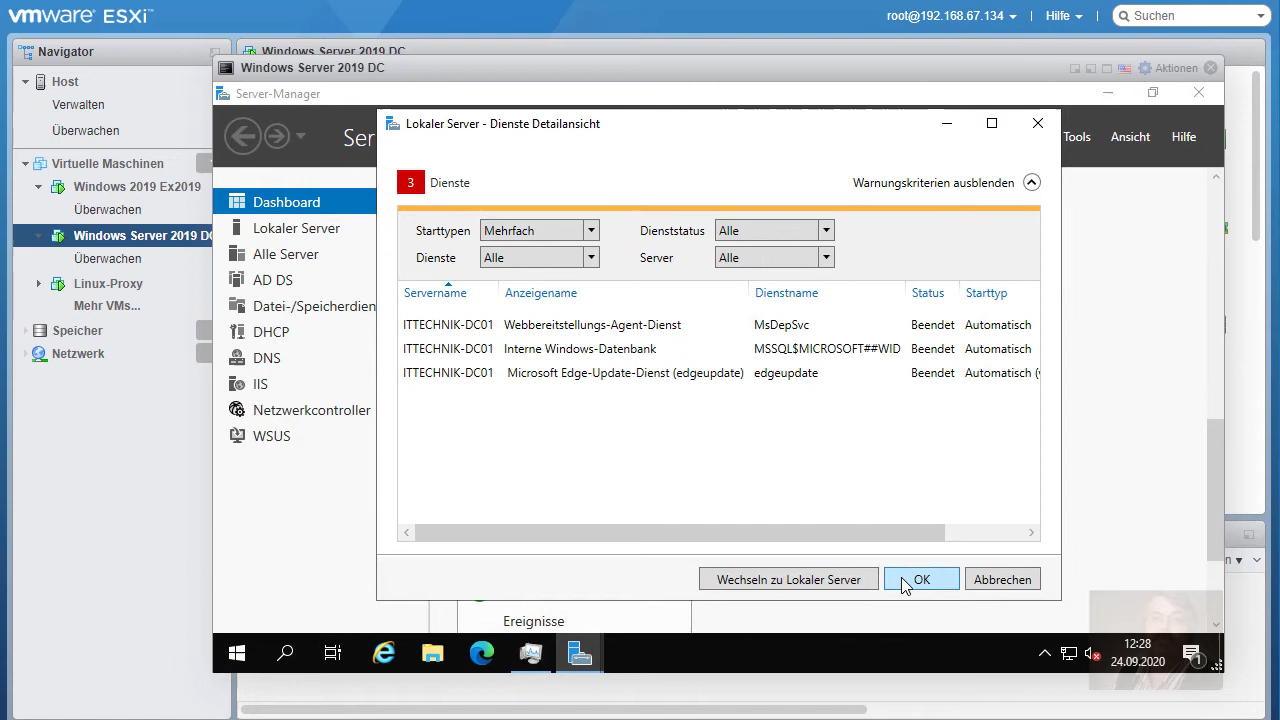 vmware ESXi™
root@192.168.67.134 | Hilfe | Suchen
Navigator
Host
Verwalten
Überwachen
Virtuelle Maschinen
Windows 2019 Ex2019
Überwachen
Windows Server 2019 DC
Überwachen
Linux-Proxy
Mehr VMs...
Speicher
Netzwerk
Windows Server 2019 DC
Windows Server 2019 DC
Aktionen
Server-Manager
Ser
Tools Ansicht Hilfe
Dashboard
Lokaler Server
Alle Server
AD DS
Datei-/Speicherdien
DHCP
DNS
IIS
Netzwerkcontroller
WSUS
Lokaler Server - Dienste Detailansicht
3 Dienste
Warnungskriterien ausblenden
Starttypen Mehrfach Dienststatus Alle
Dienste Alle Server Alle
Servername Anzeigename Dienstname Status Starttyp
ITTECHNIK-DC01 Webbereitstellungs-Agent-Dienst MsDepSvc Beendet Automatisch
ITTECHNIK-DC01 Interne Windows-Datenbank MSSQL$MICROSOFT##WID Beendet Automatisch
ITTECHNIK-DC01 Microsoft Edge-Update-Dienst (edgeupdate) edgeupdate Beendet Automatisch (v
Wechseln zu Lokaler Server OK Abbrechen
Ereignisse
12:28
24.09.2020
1